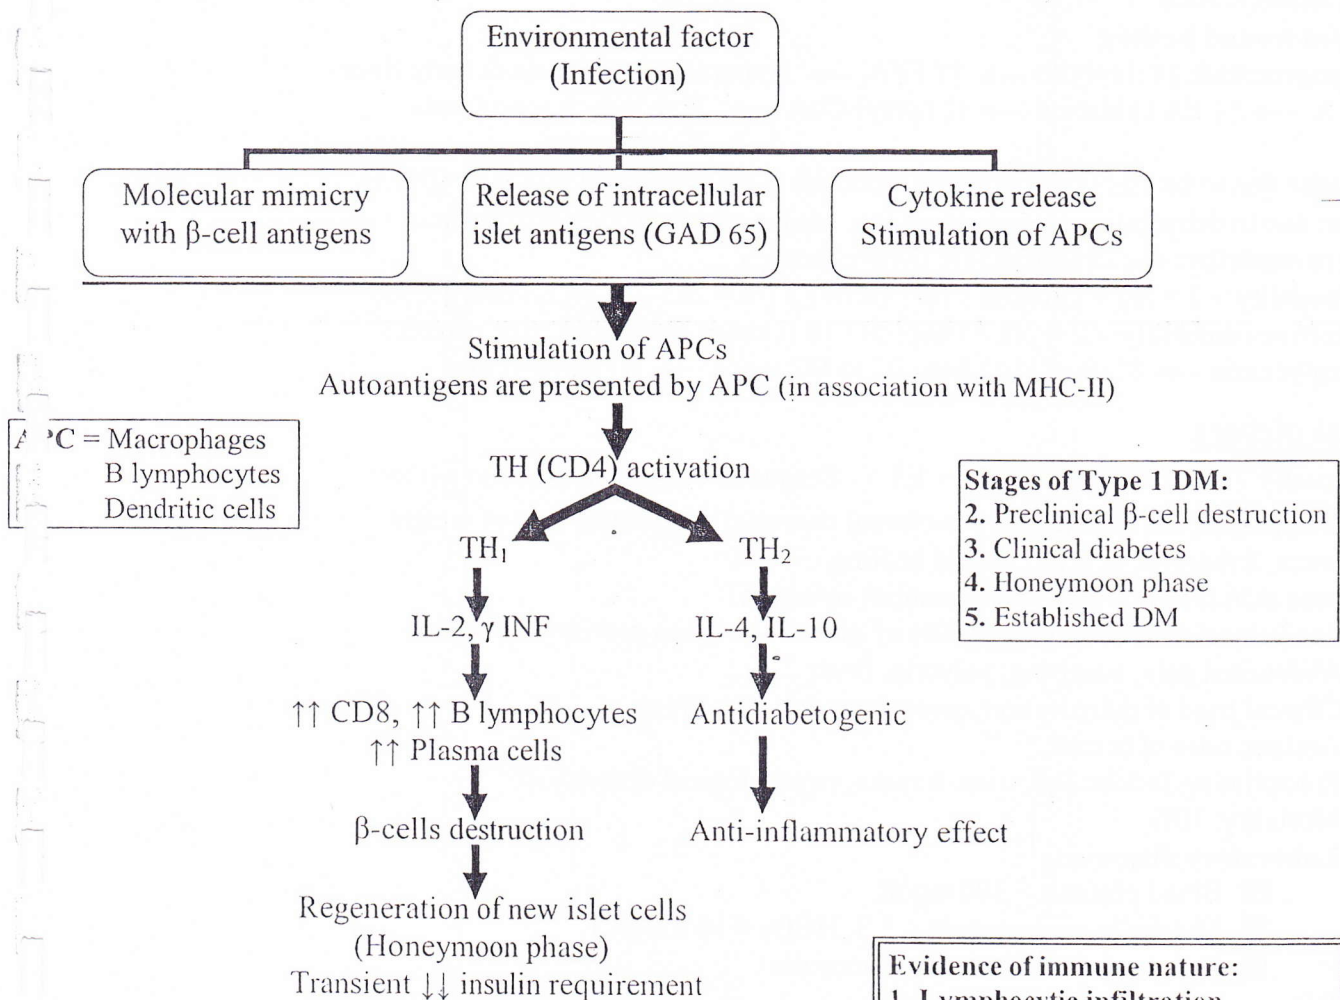 Environmental factor
(Infection)
Molecular mimicry
with β-cell antigens
Release of intracellular
islet antigens (GAD 65)
Cytokine release
Stimulation of APCs
Stimulation of APCs
Autoantigens are presented by APC (in association with MHC-II)
APC = Macrophages
B lymphocytes
Dendritic cells
TH (CD4) activation
Stages of Type 1 DM:
2. Preclinical β-cell destruction
3. Clinical diabetes
4. Honeymoon phase
5. Established DM
TH₁
TH₂
IL-2, γ INF
IL-4, IL-10
↑↑ CD8, ↑↑ B lymphocytes
↑↑ Plasma cells
Antidiabetogenic
β-cells destruction
Anti-inflammatory effect
Regeneration of new islet cells
(Honeymoon phase)
Transient ↓↓ insulin requirement
Evidence of immune nature:
1. Lymphocytic infiltration